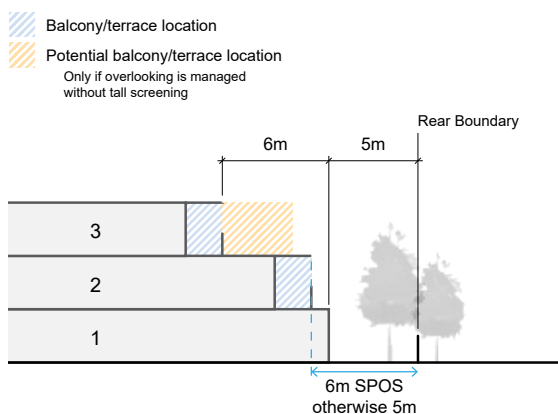 Balcony/terrace location
Potential balcony/terrace location
Only if overlooking is managed
without tall screening
Rear Boundary
6m
5m
3
2
1
6m SPOS
otherwise 5m